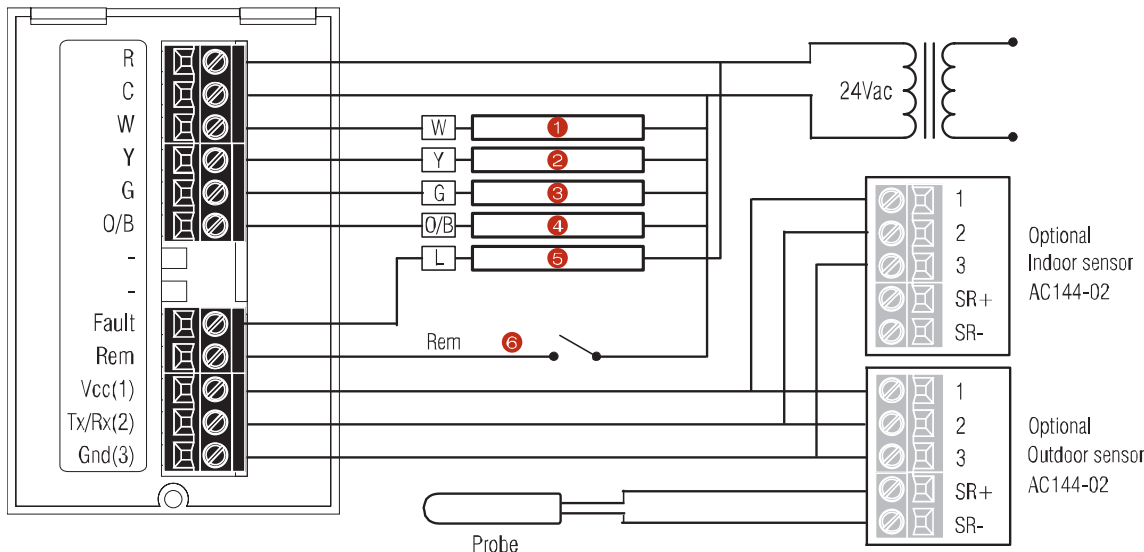 R
C
W
Y
G
O/B
-
-
Fault
Rem
Vcc(1)
Tx/Rx(2)
Gnd(3)
W 1
Y 2
G 3
O/B 4
L 5
Rem 6
24Vac
1
2
3
SR+
SR-
Optional
Indoor sensor
AC144-02
1
2
3
SR+
SR-
Optional
Outdoor sensor
AC144-02
Probe